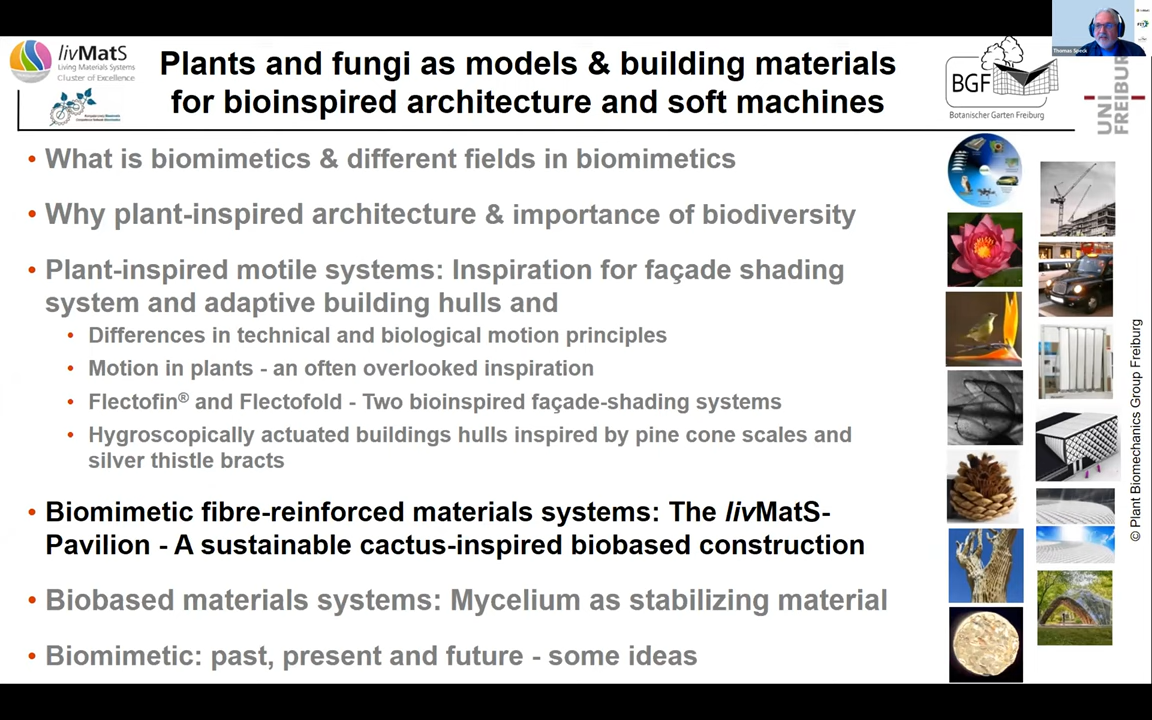 livMatS
Living Materials Systems
Cluster of Excellence
Plants and fungi as models & building materials
for bioinspired architecture and soft machines
BGF
Botanischer Garten Freiburg
UNI
FREIBURG
Thomas Speck
• What is biomimetics & different fields in biomimetics
• Why plant-inspired architecture & importance of biodiversity
• Plant-inspired motile systems: Inspiration for façade shading
system and adaptive building hulls and
• Differences in technical and biological motion principles
• Motion in plants - an often overlooked inspiration
• Flectofin® and Flectofold - Two bioinspired façade-shading systems
• Hygroscopically actuated buildings hulls inspired by pine cone scales and
silver thistle bracts
• Biomimetic fibre-reinforced materials systems: The livMatS-
Pavilion - A sustainable cactus-inspired biobased construction
• Biobased materials systems: Mycelium as stabilizing material
• Biomimetic: past, present and future - some ideas
© Plant Biomechanics Group Freiburg